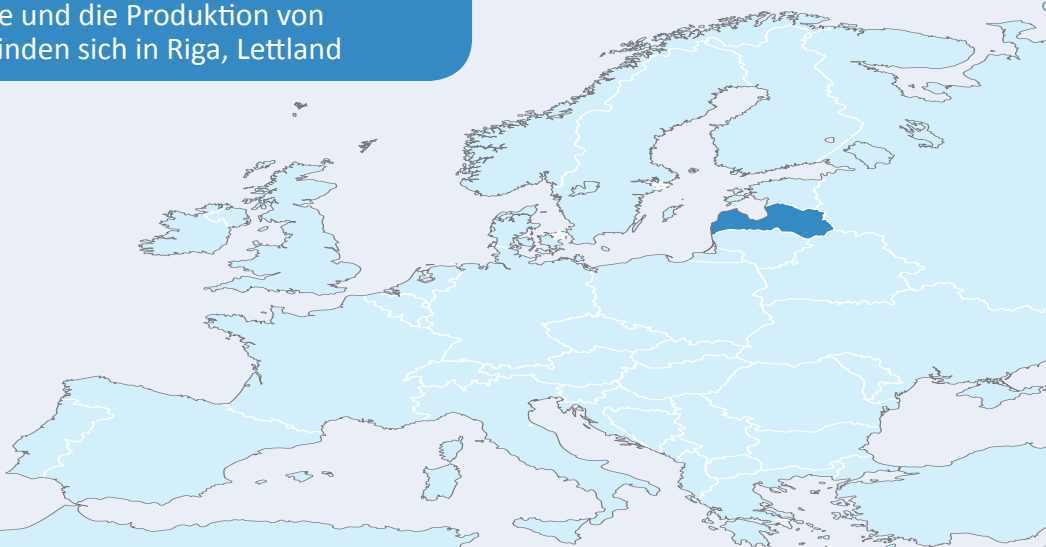 e und die Produktion von
inden sich in Riga, Lettland